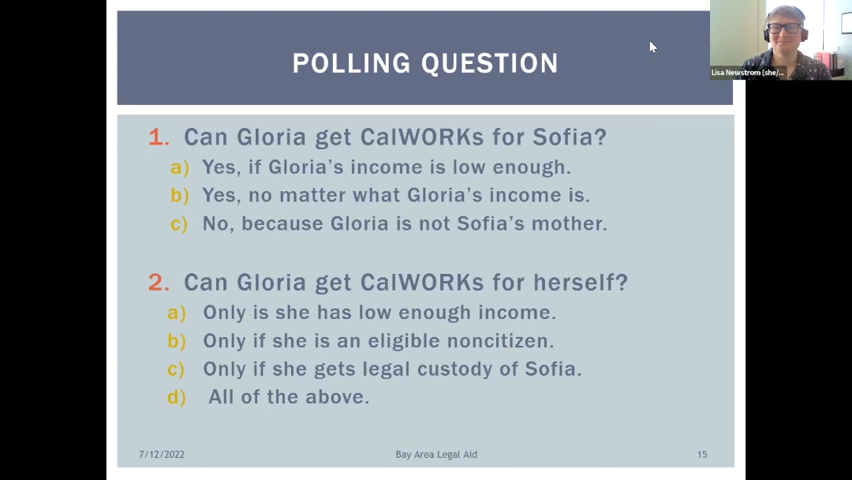 POLLING QUESTION
Lisa Newstrom (she/...
1. Can Gloria get CalWORKs for Sofia?
a) Yes, if Gloria's income is low enough.
b) Yes, no matter what Gloria's income is.
c) No, because Gloria is not Sofia's mother.
2. Can Gloria get CalWORKs for herself?
a) Only is she has low enough income.
b) Only if she is an eligible noncitizen.
c) Only if she gets legal custody of Sofia.
d) All of the above.
7/12/2022 Bay Area Legal Aid 15